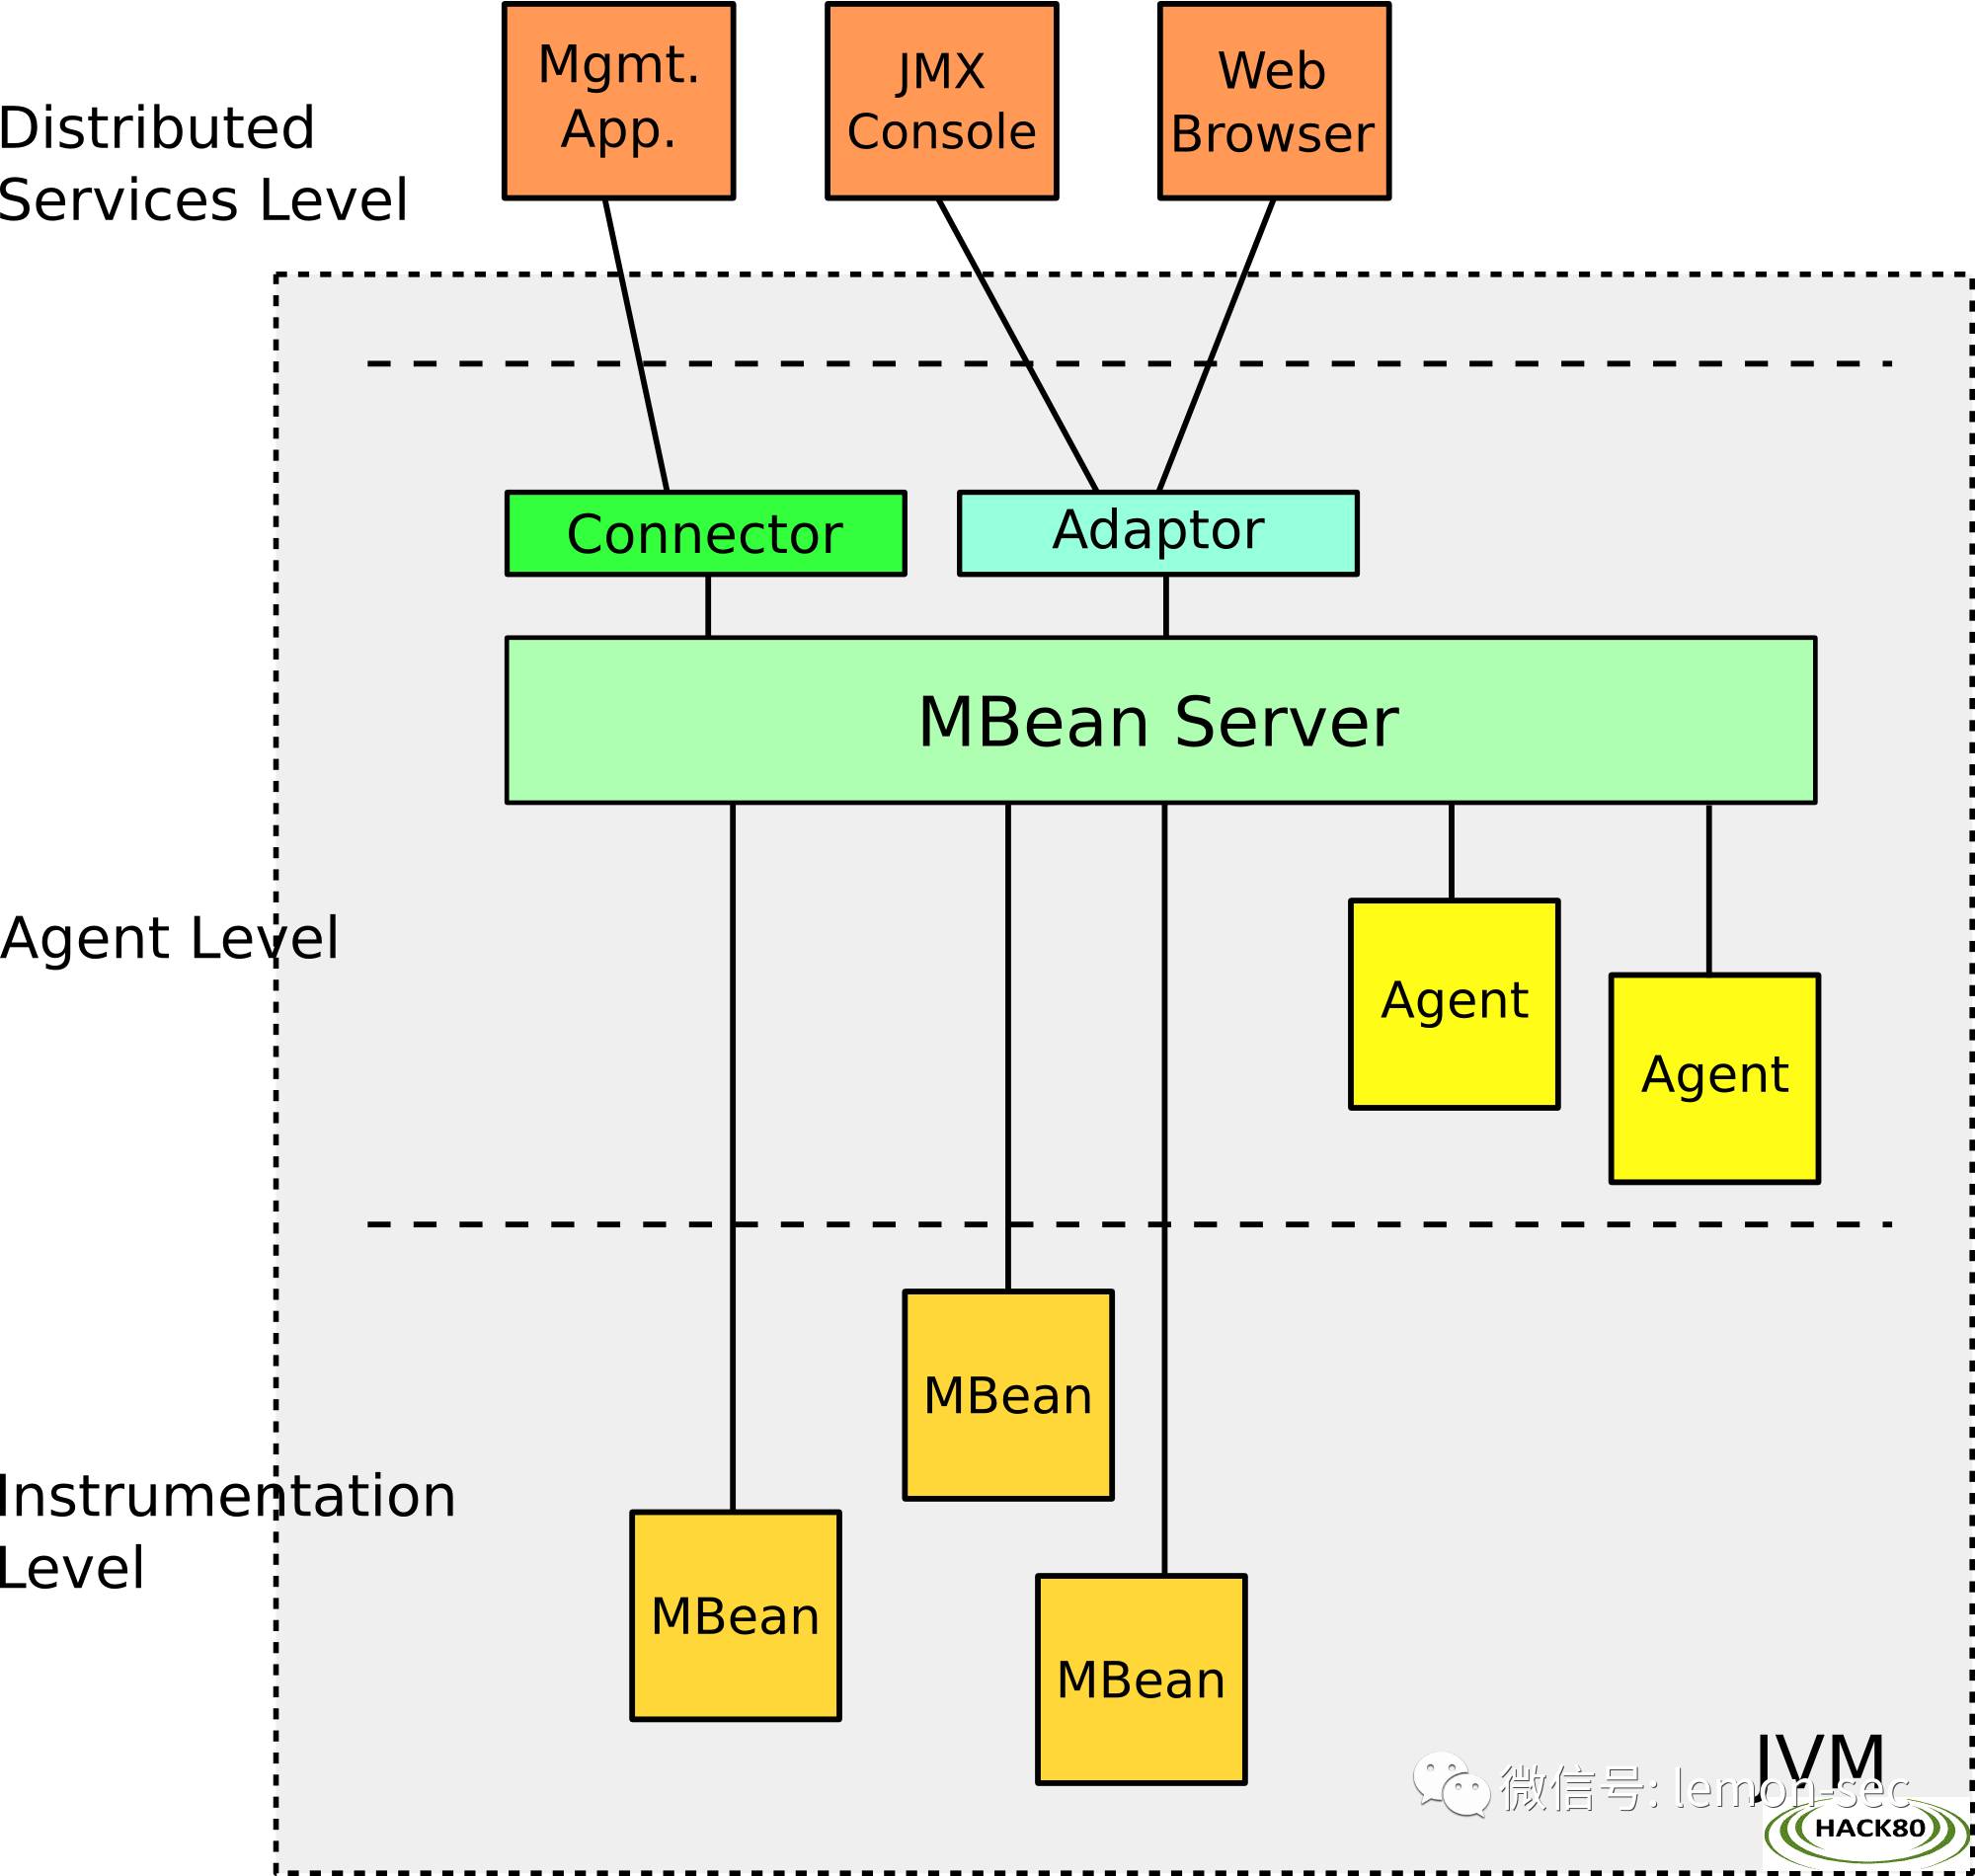 Mgmt.
App.
JMX
Console
Web
Browser
Distributed
Services Level
Connector
Adaptor
MBean Server
Agent Level
Agent
Agent
MBean
Instrumentation
Level
MBean
MBean
JVM
微信号: lemon-sec
HACK80